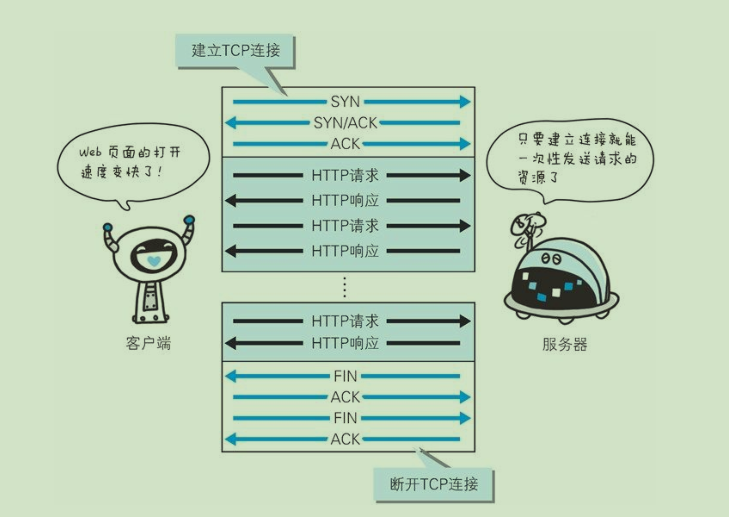 建立TCP连接
SYN
SYN/ACK
ACK
Web 页面的打开
速度变快了!
只要建立连接就能
一次性发送请求的
资源了
HTTP请求
HTTP响应
HTTP请求
HTTP响应
HTTP请求
HTTP响应
客户端
服务器
FIN
ACK
FIN
ACK
断开TCP连接